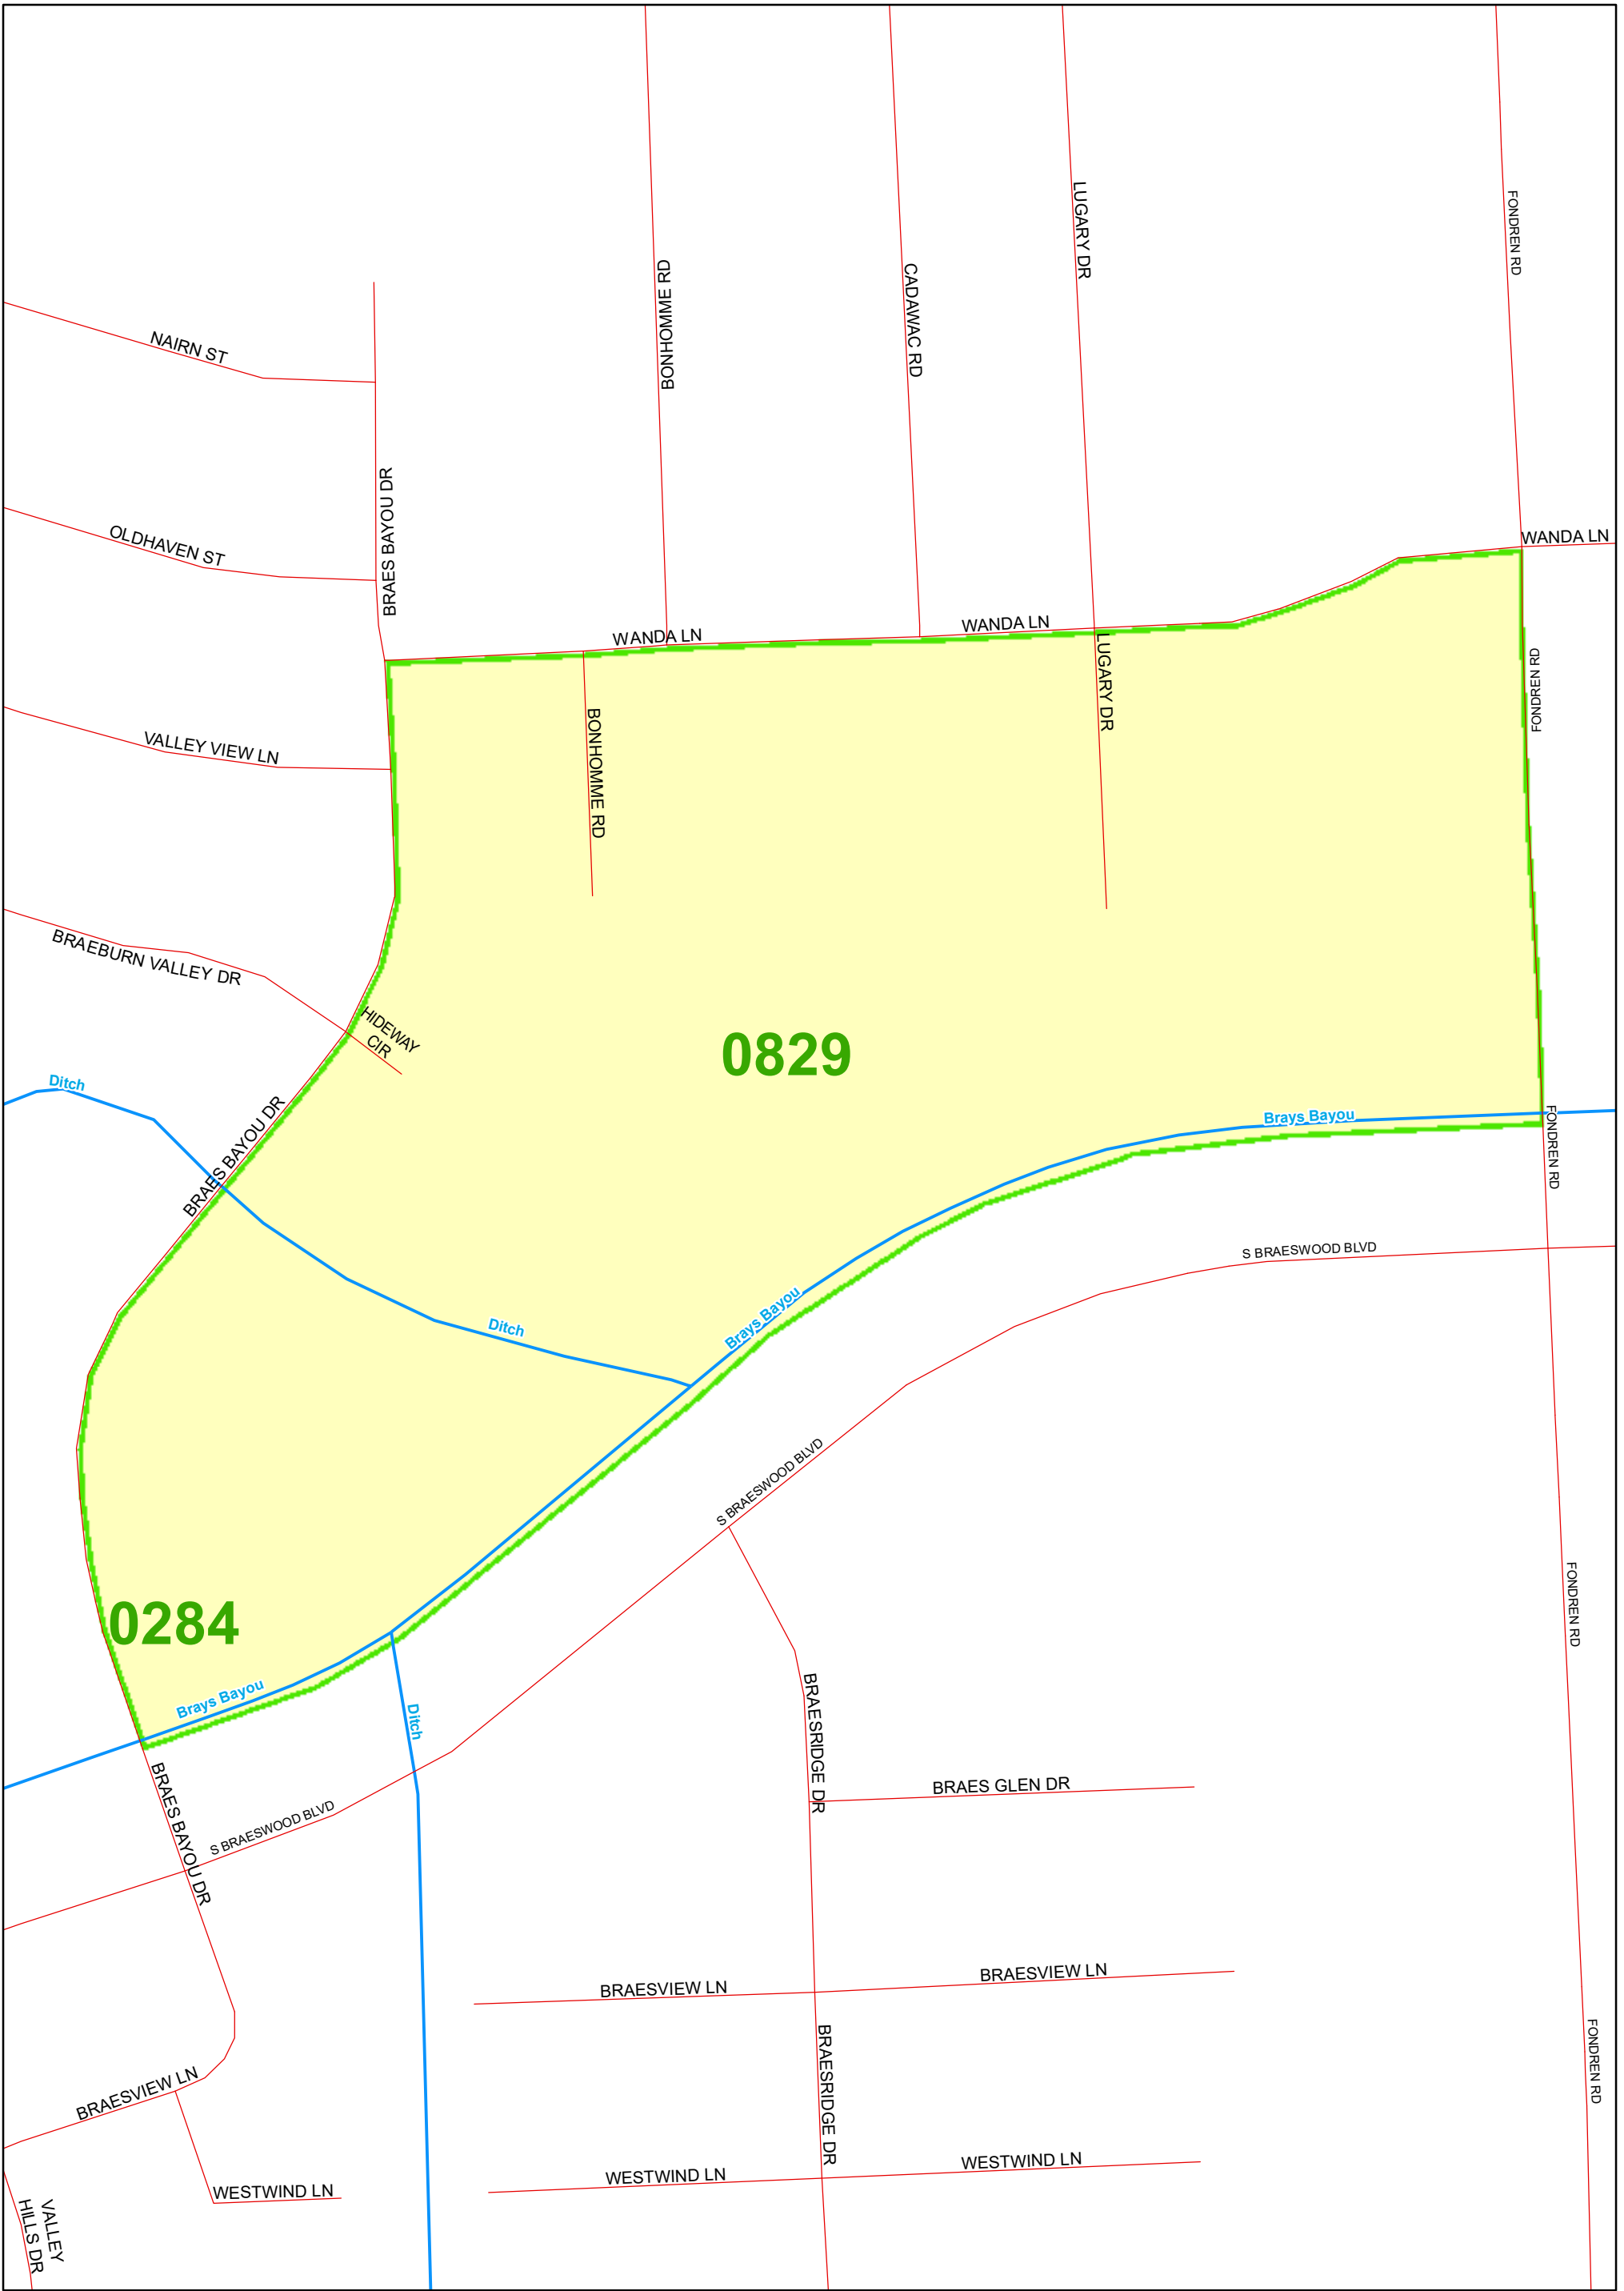 FONDREN RD
LUGARY DR
BONHOMME RD
CADAWAC RD
NAIRN ST
BRAES BAYOU DR
OLDHAVEN ST
WANDA LN
WANDA LN
WANDA LN
LUGARY DR
FONDREN RD
BONHOMME RD
VALLEY VIEW LN
BRAEBURN VALLEY DR
HIDEWAY
CIR
0829
Ditch
BRAES BAYOU DR
Brays Bayou
FONDREN RD
S BRAESWOOD BLVD
Ditch
Brays Bayou
S BRAESWOOD BLVD
FONDREN RD
0284
Brays Bayou
Ditch
BRAESRIDGE DR
BRAES BAYOU DR
BRAES GLEN DR
S BRAESWOOD BLVD
BRAESVIEW LN
BRAESVIEW LN
BRAESRIDGE DR
FONDREN RD
BRAESVIEW LN
WESTWIND LN
WESTWIND LN
WESTWIND LN
VALLEY
HILLS DR